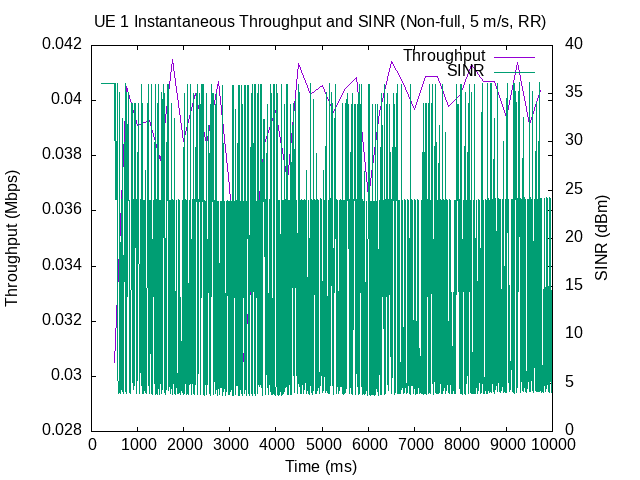 UE 1 Instantaneous Throughput and SINR (Non-full, 5 m/s, RR)
0.042
0.04
0.038
0.036
0.034
0.032
0.03
0.028
Throughput (Mbps)
Throughput
SINR
40
35
30
25
20
15
10
5
0
SINR (dBm)
0 1000 2000 3000 4000 5000 6000 7000 8000 9000 10000
Time (ms)